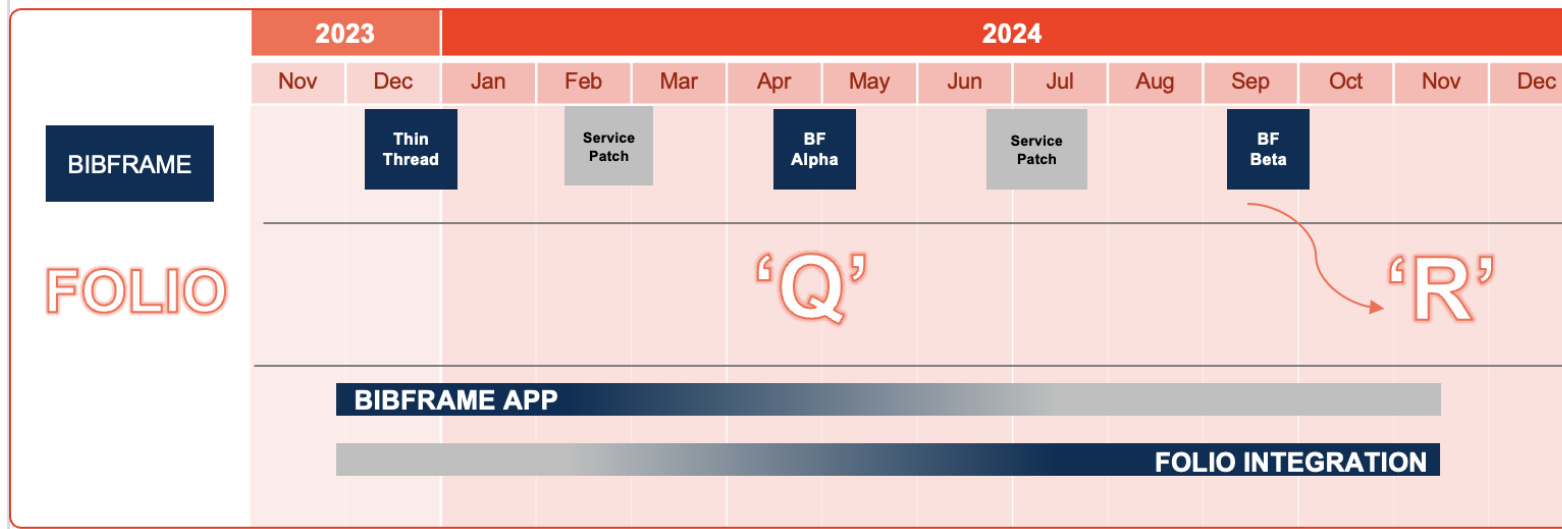 2023 2024
Nov Dec Jan Feb Mar Apr May Jun Jul Aug Sep Oct Nov Dec
BIBFRAME
Thin
Thread
Service
Patch
BF
Alpha
Service
Patch
BF
Beta
FOLIO ‘Q’ ‘R’
BIBFRAME APP
FOLIO INTEGRATION